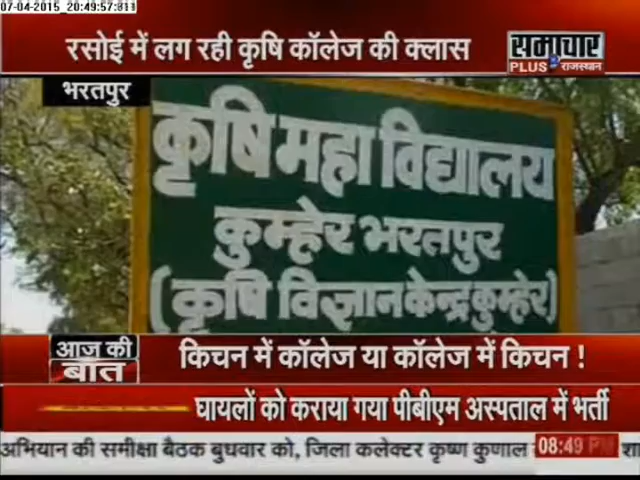 07-04-2015 20:49:57:811
रसोई में लग रही कृषि कॉलेज की क्लास
समाचार
PLUS राजस्थान
भरतपुर
कृषि महा विद्यालय
कुम्हेर भरतपुर
(कृषि विज्ञान केन्द्र कुम्हेर)
आज की
बात
किचन में कॉलेज या कॉलेज में किचन !
घायलों को कराया गया पीबीएम अस्पताल में भर्ती
अभियान की समीक्षा बैठक बुधवार को, जिला कलेक्टर कृष्ण कुणाल
08:49 PM